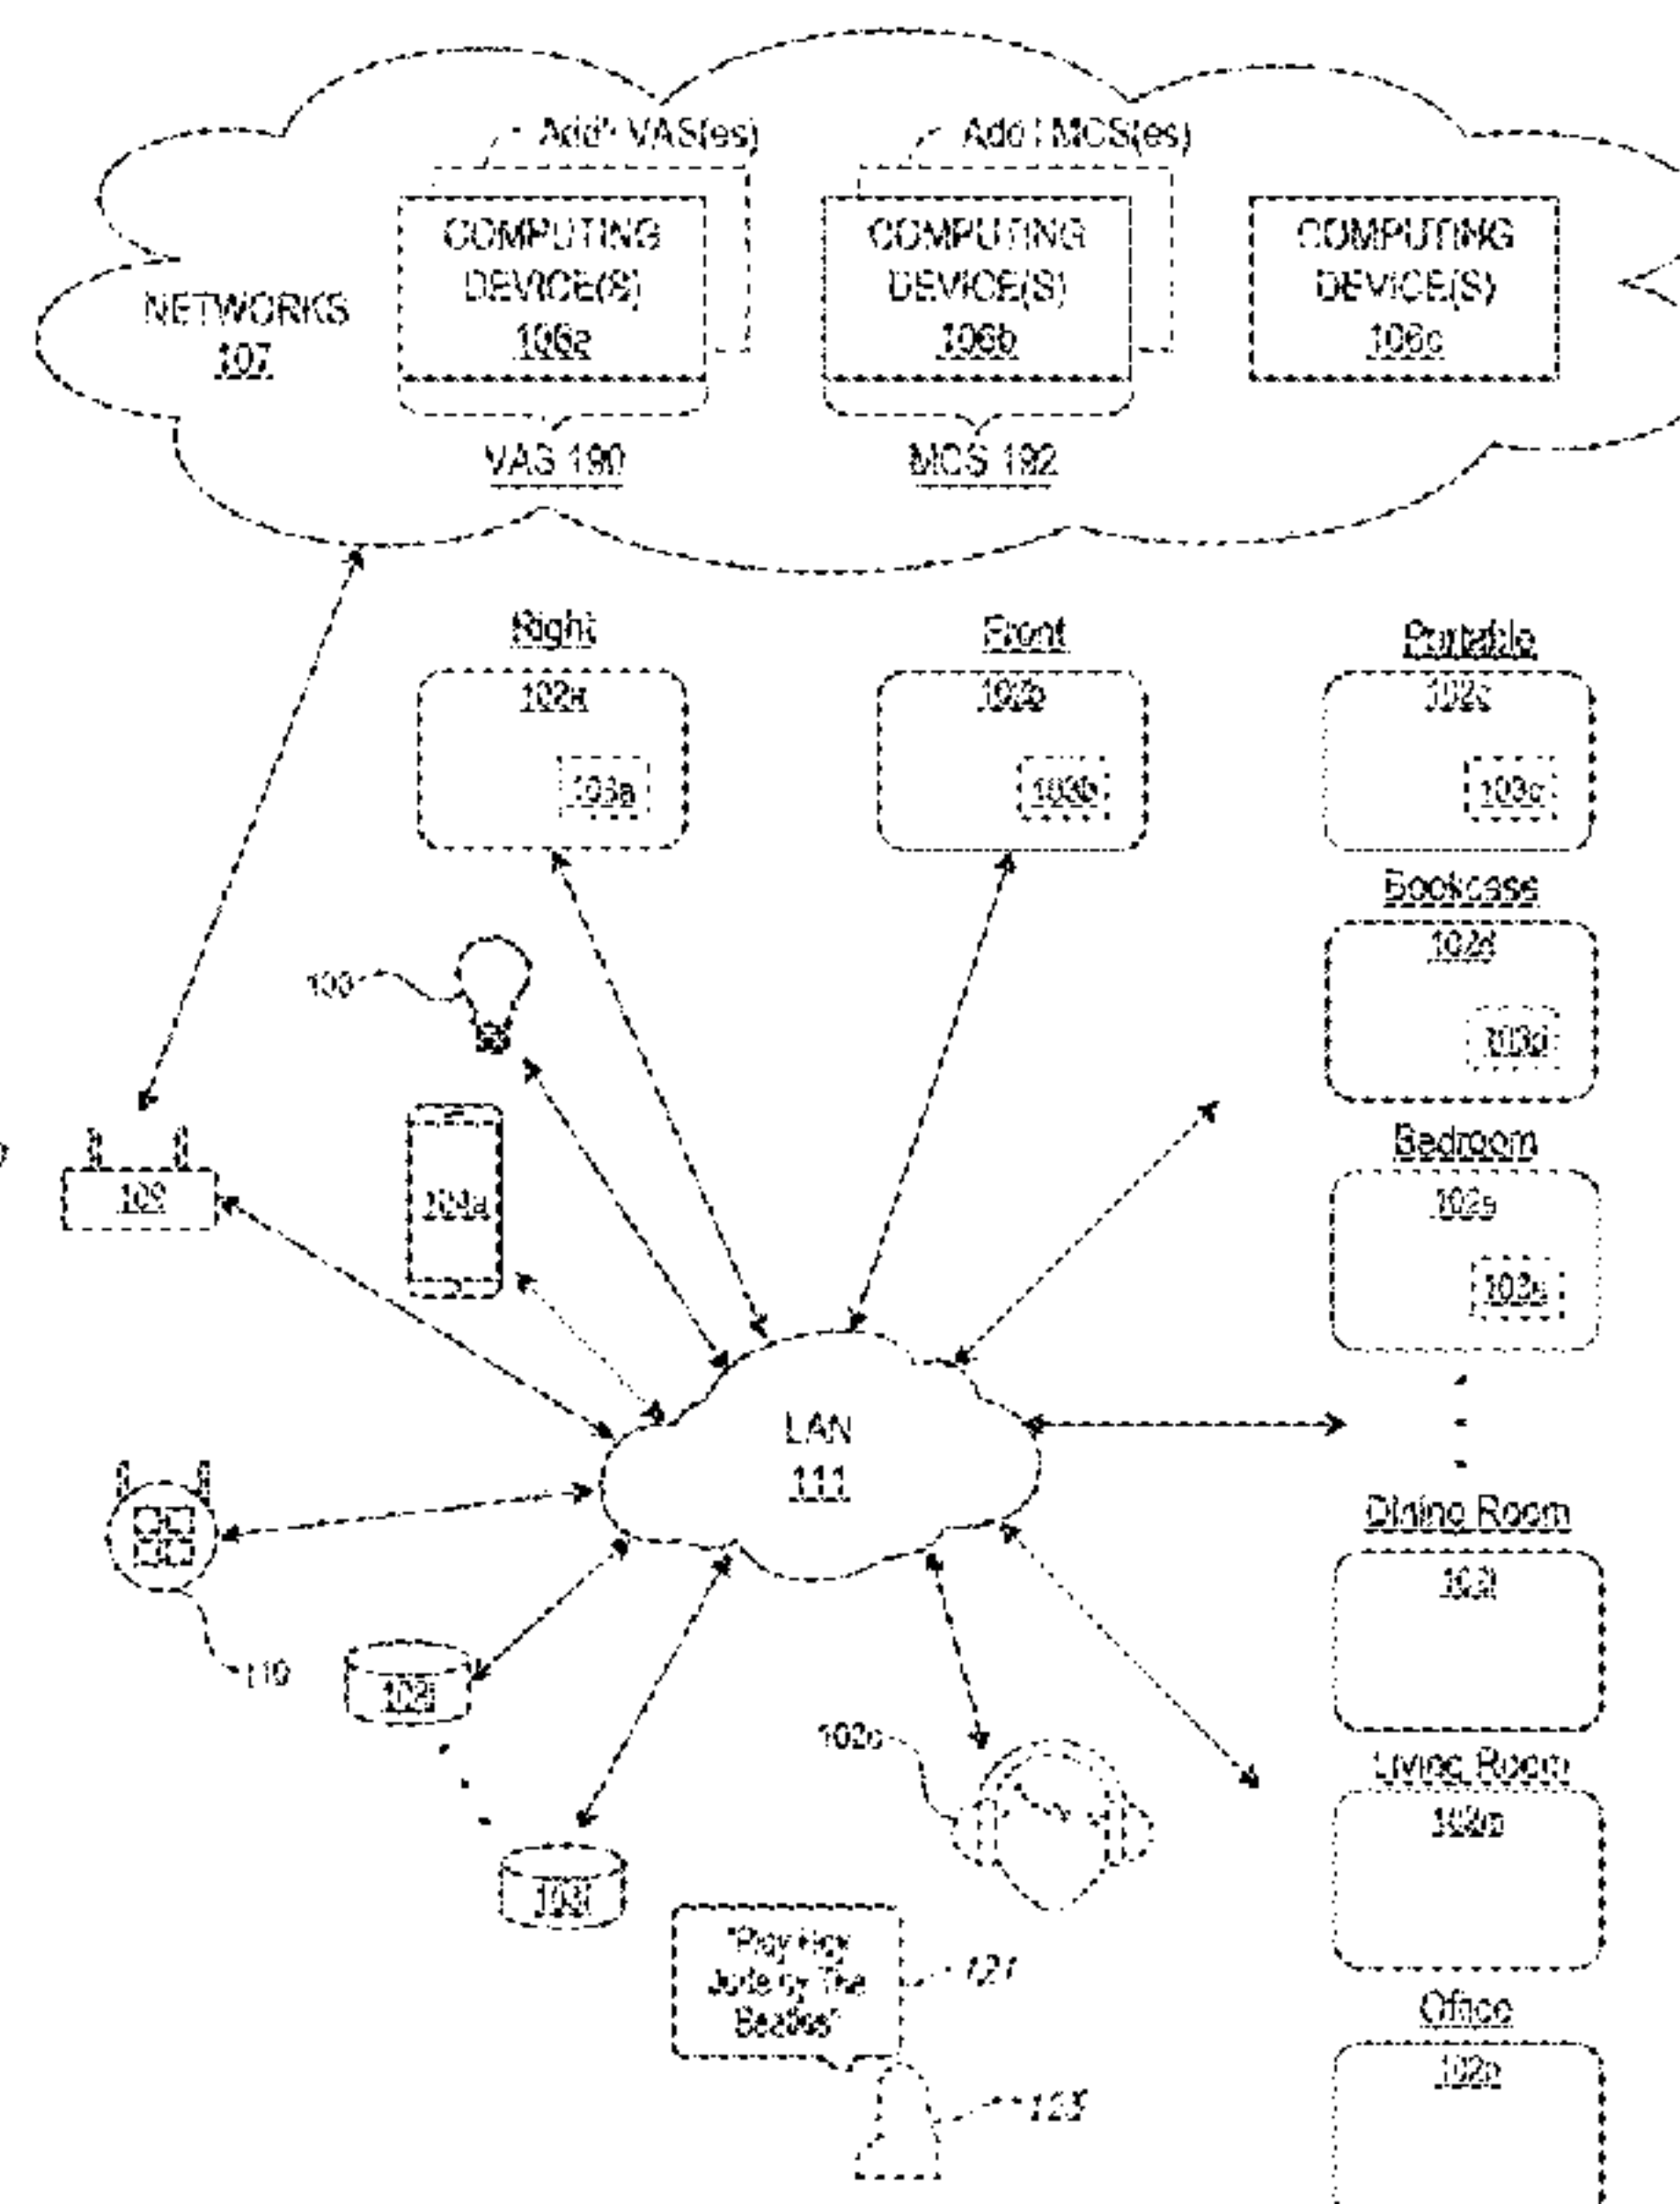 Add'l VAS(es)
Add'l MCS(es)
COMPUTING
DEVICE(S)
106a
COMPUTING
DEVICE(S)
106b
COMPUTING
DEVICE(S)
106c
NETWORKS
107
VAS 190
MCS 192
Right
102a
103a
Front
102b
103b
Portable
102c
103c
Bookcase
102d
103d
Bedroom
102e
103e
109
104a
LAN
111
110
Dining Room
Living Room
Office
"Play Hey
Jude by The
Beatles"
121
123